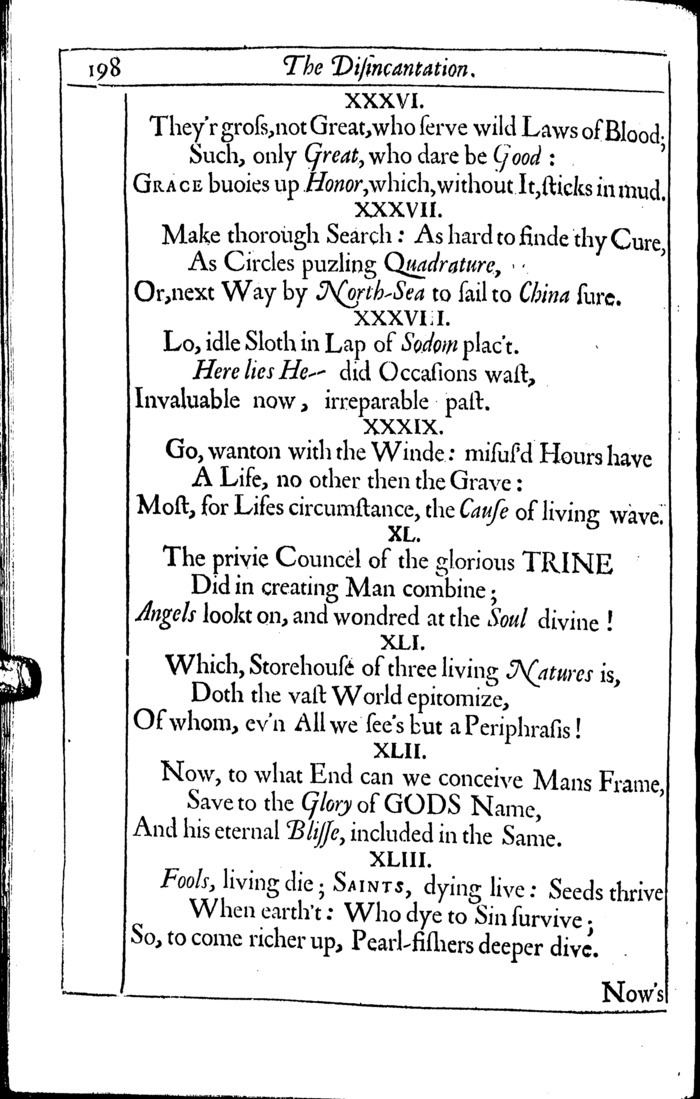 198 The Diſincantation.
XXXVI.
They'r groſs,not Great,who ſerve wild Laws of Blood;
Such, only Great, who dare be Good :
GRACE buoies up Honor,which,without It,ſticks in mud.
XXXVII.
Make thorough Search : As hard to finde thy Cure,
As Circles puzling Quadrature,
Or,next Way by North-Sea to ſail to China ſure.
XXXVIII.
Lo, idle Sloth in Lap of Sodom plac't.
Here lies He-- did Occaſions waſt,
Invaluable now, irreparable paſt.
XXXIX.
Go, wanton with the Winde : miſuſ'd Hours have
A Life, no other then the Grave :
Moſt, for Lifes circumſtance, the Cauſe of living wave.
XL.
The privie Councel of the glorious TRINE
Did in creating Man combine ;
Angels lookt on, and wondred at the Soul divine !
XLI.
Which, Storehouſe of three living Natures is,
Doth the vaſt World epitomize,
Of whom, ev'n All we ſee's but a Periphraſis !
XLII.
Now, to what End can we conceive Mans Frame,
Save to the Glory of GODS Name,
And his eternal Bliſſe, included in the Same.
XLIII.
Fools, living die ; SAINTS, dying live : Seeds thrive
When earth't : Who dye to Sin ſurvive ;
So, to come richer up, Pearl-fiſhers deeper dive.
Now's